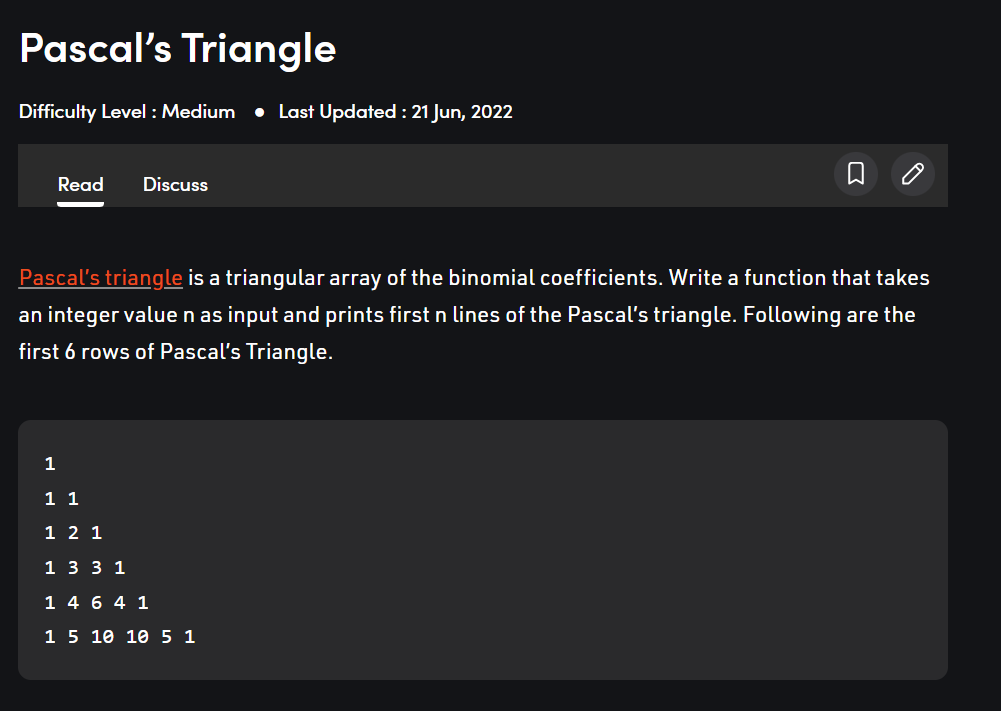 Pascal’s Triangle
Difficulty Level : Medium ● Last Updated : 21 Jun, 2022
Read Discuss
Pascal’s triangle is a triangular array of the binomial coefficients. Write a function that takes
an integer value n as input and prints first n lines of the Pascal’s triangle. Following are the
first 6 rows of Pascal’s Triangle.
1
1 1
1 2 1
1 3 3 1
1 4 6 4 1
1 5 10 10 5 1